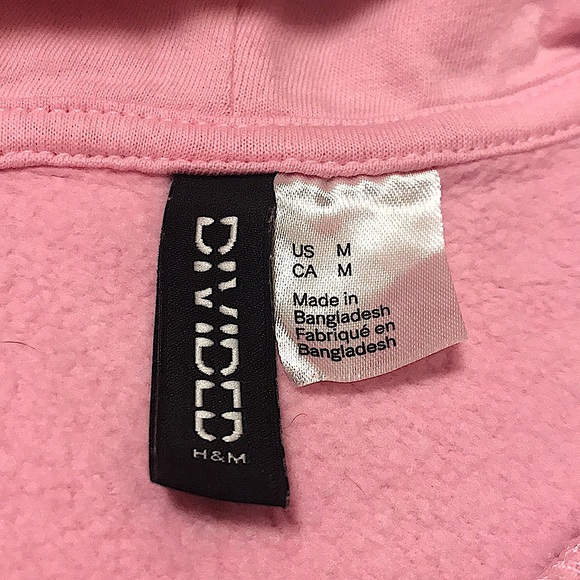 DIVIDED
H&M
US M
CA M
Made in
Bangladesh
Fabriqué en
Bangladesh